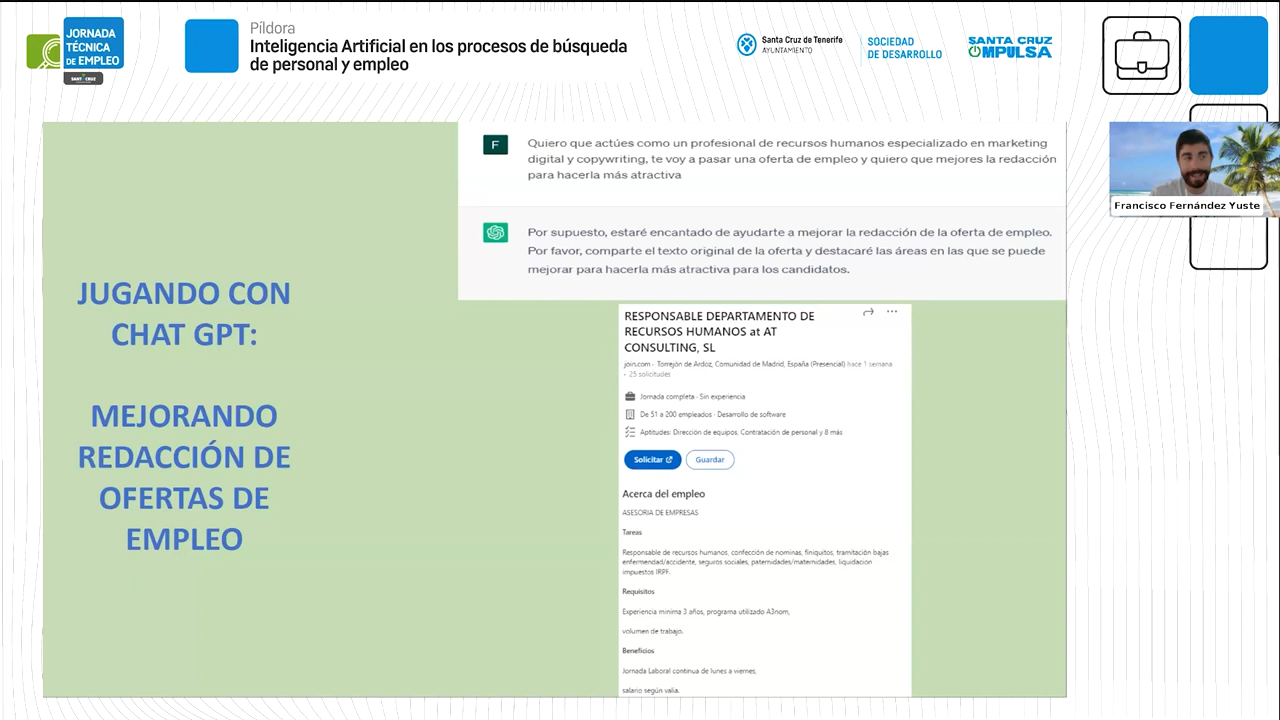 JORNADA
TÉCNICA
DE EMPLEO
Píldora
Inteligencia Artificial en los procesos de búsqueda
de personal y empleo
Santa Cruz de Tenerife
AYUNTAMIENTO
SOCIEDAD
DE DESARROLLO
SANTA CRUZ
IMPULSA
JUGANDO CON
CHAT GPT:
MEJORANDO
REDACCIÓN DE
OFERTAS DE
EMPLEO
F
Quiero que actúes como un profesional de recursos humanos especializado en marketing
digital y copywriting, te voy a pasar una oferta de empleo y quiero que mejores la redacción
para hacerla más atractiva
Por supuesto, estaré encantado de ayudarte a mejorar la redacción de la oferta de empleo.
Por favor, comparte el texto original de la oferta y destacaré las áreas en las que se puede
mejorar para hacerla más atractiva para los candidatos.
RESPONSABLE DEPARTAMENTO DE
RECURSOS HUMANOS at AT
CONSULTING, SL
join.com · Torrejón de Ardoz, Comunidad de Madrid, España (Presencial) hace 1 semana
· 25 solicitudes
Jornada completa · Sin experiencia
De 51 a 200 empleados · Desarrollo de software
Aptitudes: Dirección de equipos, Contratación de personal y 8 más
Solicitar
Guardar
Acerca del empleo
ASESORIA DE EMPRESAS
Tareas
Responsable de recursos humanos, confección de nominas, finiquitos, tramitación bajas
enfermendad/accidente, seguros sociales, paternidades/maternidades, liquidacion
impuestos IRPF.
Requisitos
Experiencia minima 3 años, programa utilizado A3nom,
volumen de trabajo.
Beneficios
Jornada Laboral continua de lunes a viernes,
salario según valia.
Francisco Fernández Yuste